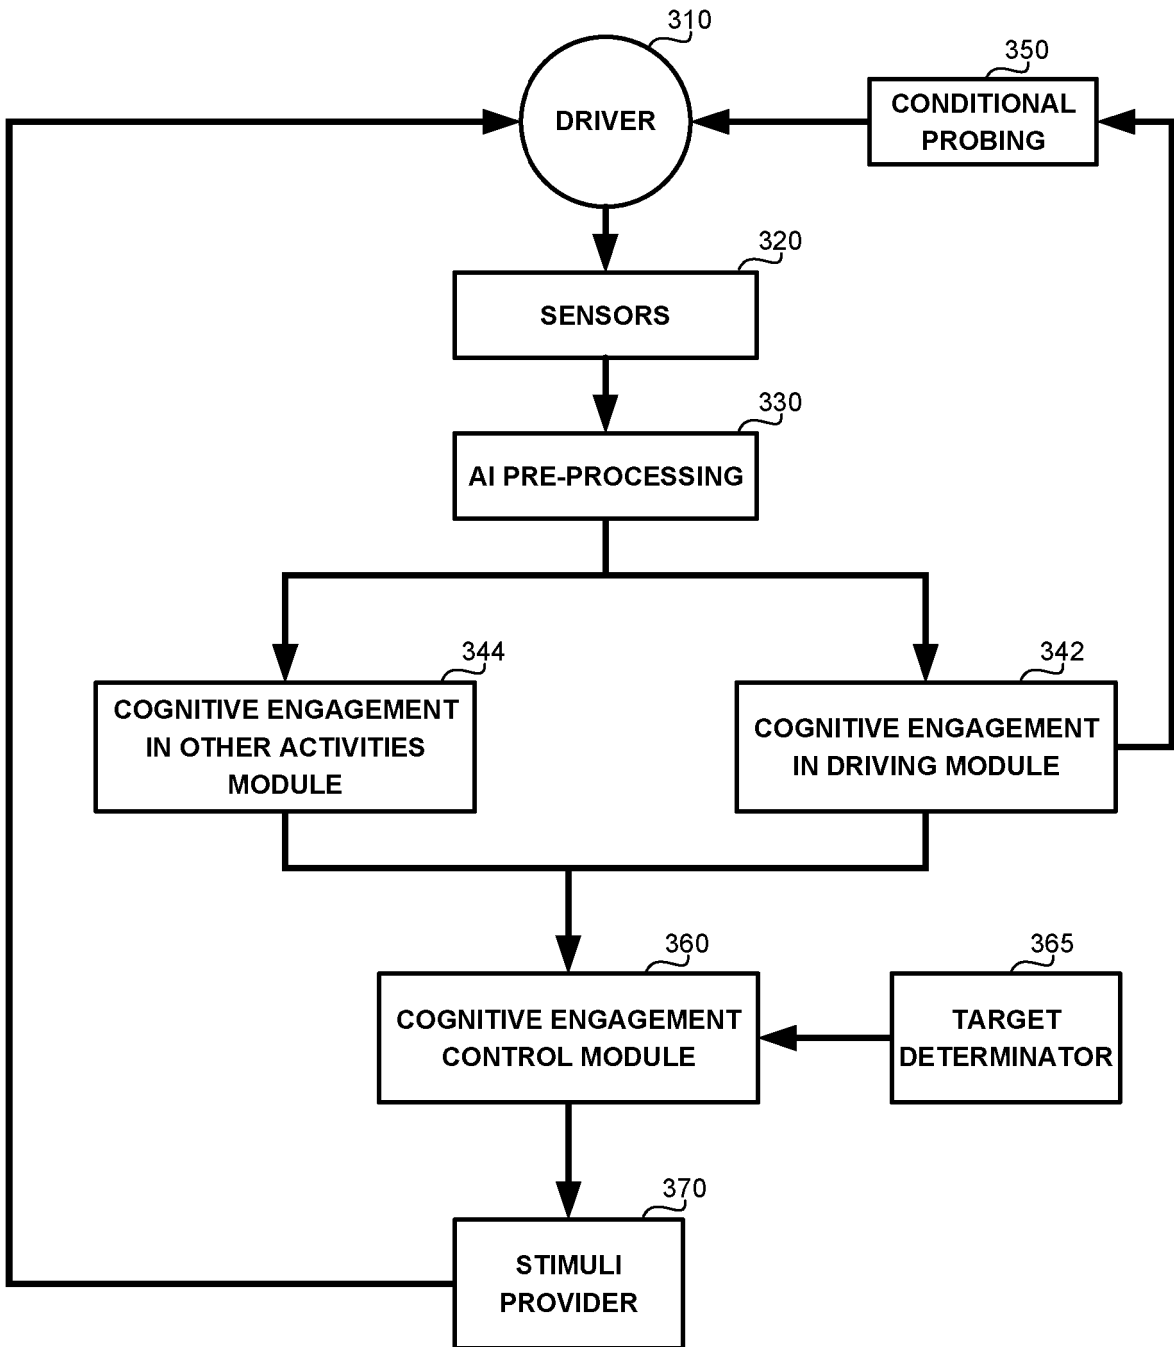 310
DRIVER
350
CONDITIONAL
PROBING
320
SENSORS
330
AI PRE-PROCESSING
344
COGNITIVE ENGAGEMENT
IN OTHER ACTIVITIES
MODULE
342
COGNITIVE ENGAGEMENT
IN DRIVING MODULE
360
COGNITIVE ENGAGEMENT
CONTROL MODULE
365
TARGET
DETERMINATOR
370
STIMULI
PROVIDER